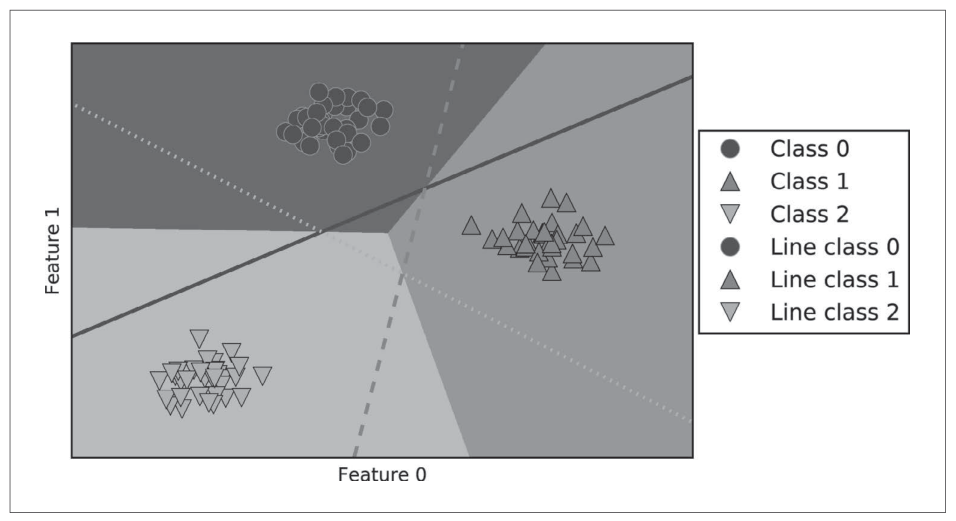 Feature 1
Feature 0
Class 0
Class 1
Class 2
Line class 0
Line class 1
Line class 2